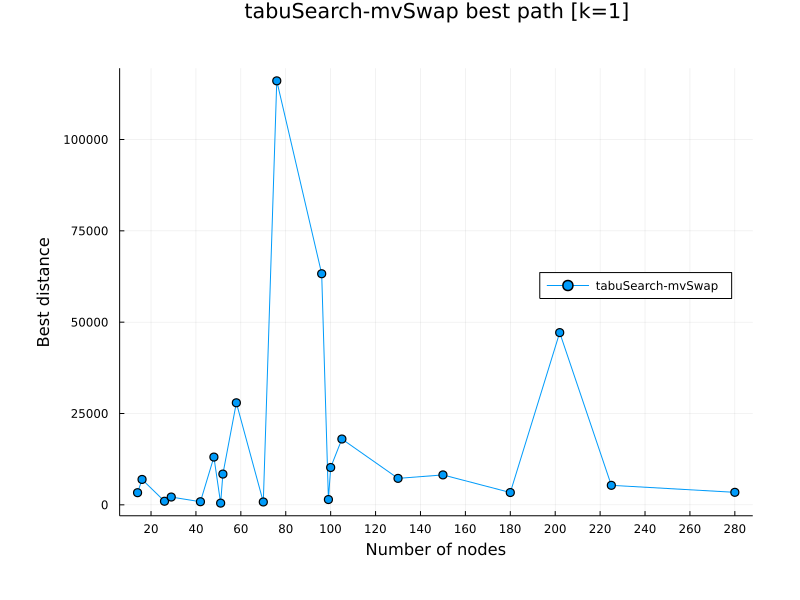 tabuSearch-mvSwap best path [k=1]
100000
75000
50000
25000
0
Best distance
tabuSearch-mvSwap
20 40 60 80 100 120 140 160 180 200 220 240 260 280
Number of nodes